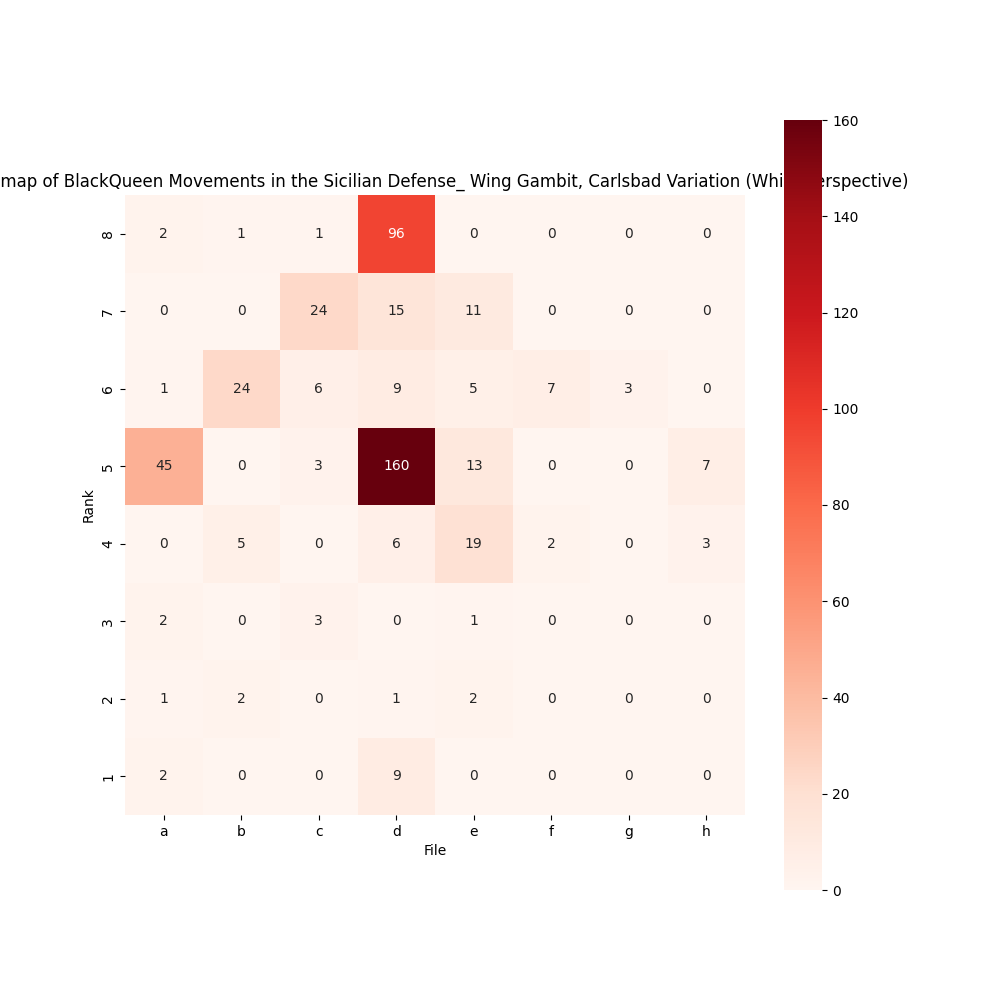 160
map of BlackQueen Movements in the Sicilian Defense_ Wing Gambit, Carlsbad Variation (Whi erspective)
8 2 1 1 96 0 0 0 0
140
7 0 0 24 15 11 0 0 0
120
6 1 24 6 9 5 7 3 0
100
5 45 0 3 160 13 0 0 7
80
Rank
4 0 5 0 6 19 2 0 3
60
3 2 0 3 0 1 0 0 0
40
2 1 2 0 1 2 0 0 0
20
1 2 0 0 9 0 0 0 0
0
a b c d e f g h
File